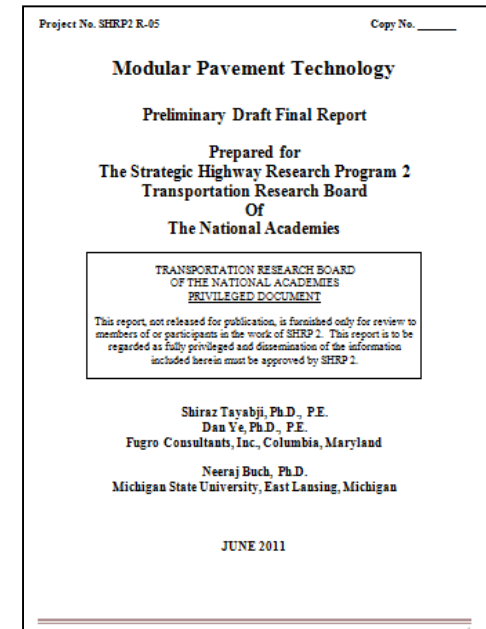 Project No. SHRP2 R-05 Copy No. ______
Modular Pavement Technology
Preliminary Draft Final Report
Prepared for
The Strategic Highway Research Program 2
Transportation Research Board
Of
The National Academies
TRANSPORTATION RESEARCH BOARD
OF THE NATIONAL ACADEMIES
PRIVILEGED DOCUMENT
This report, not released for publication, is furnished only for review to
members of or participants in the work of SHRP 2. This report is to be
regarded as fully privileged and dissemination of the information
included herein must be approved by SHRP 2.
Shiraz Tayabji, Ph.D., P.E.
Dan Ye, Ph.D., P.E.
Fugro Consultants, Inc., Columbia, Maryland
Neeraj Buch, Ph.D.
Michigan State University, East Lansing, Michigan
JUNE 2011